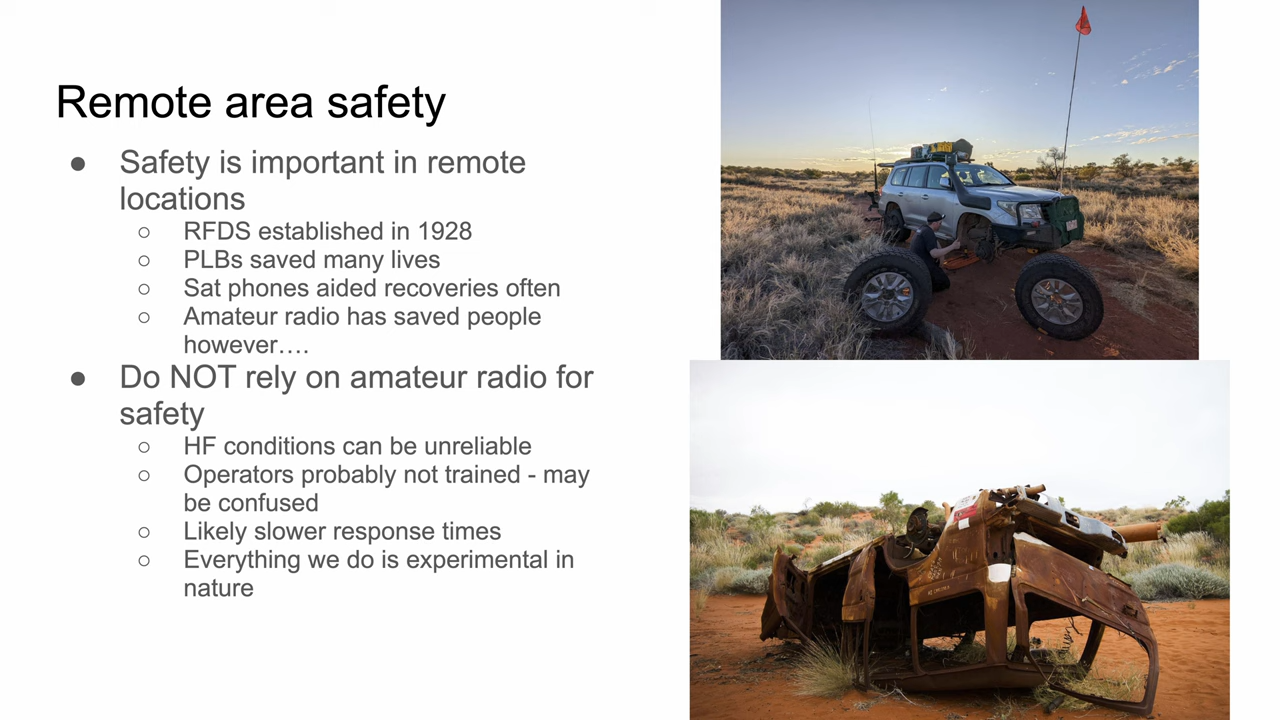 Remote area safety
● Safety is important in remote
locations
○ RFDS established in 1928
○ PLBs saved many lives
○ Sat phones aided recoveries often
○ Amateur radio has saved people
however….
● Do NOT rely on amateur radio for
safety
○ HF conditions can be unreliable
○ Operators probably not trained - may
be confused
○ Likely slower response times
○ Everything we do is experimental in
nature